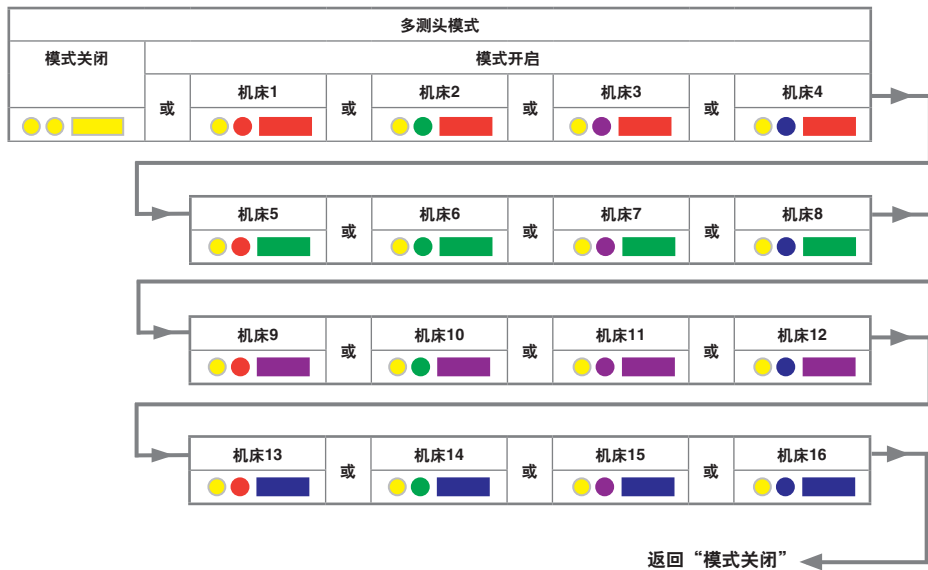 多测头模式
模式关闭
模式开启
或
机床1
或
机床2
或
机床3
或
机床4
机床5
或
机床6
或
机床7
或
机床8
机床9
或
机床10
或
机床11
或
机床12
机床13
或
机床14
或
机床15
或
机床16
返回“模式关闭”